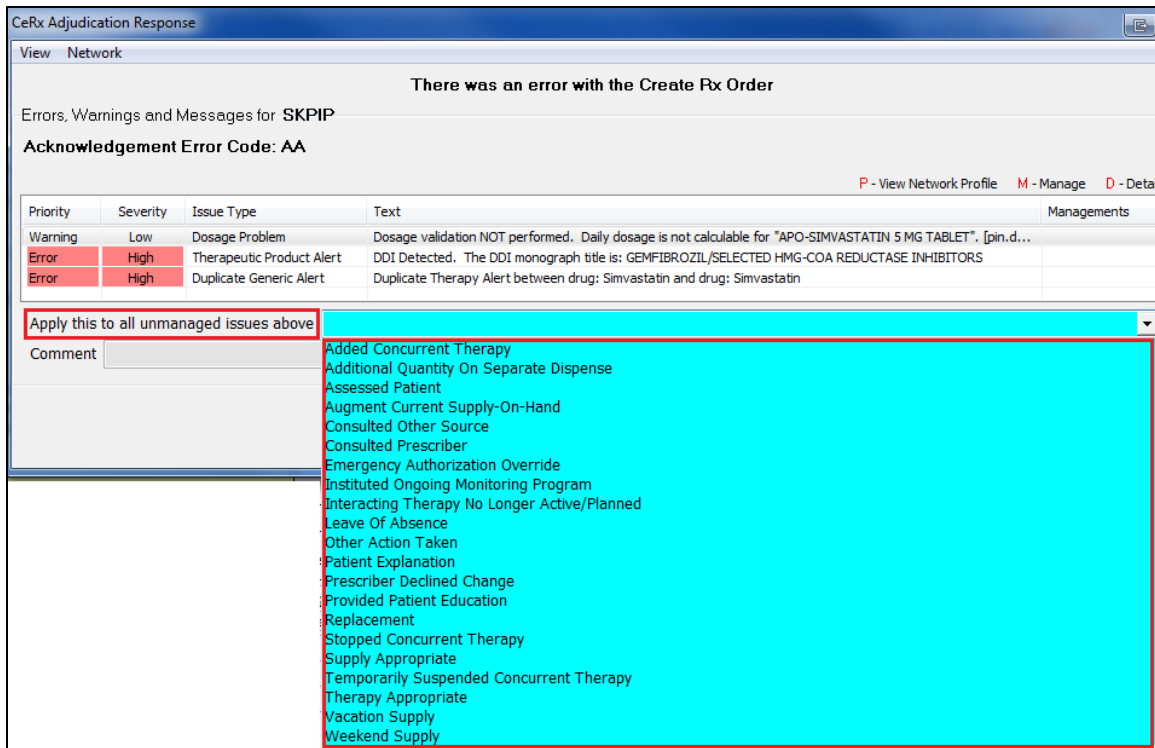 CeRx Adjudication Response
View Network
There was an error with the Create Rx Order
Errors, Warnings and Messages for SKPIP
Acknowledgement Error Code: AA
P - View Network Profile M - Manage D - Deta
Priority Severity Issue Type Text Managements
Warning Low Dosage Problem Dosage validation NOT performed. Daily dosage is not calculable for "APO-SIMVASTATIN 5 MG TABLET". [pin.d...
Error High Therapeutic Product Alert DDI Detected. The DDI monograph title is: GEMFIBROZIL/SELECTED HMG-COA REDUCTASE INHIBITORS
Error High Duplicate Generic Alert Duplicate Therapy Alert between drug: Simvastatin and drug: Simvastatin
Apply this to all unmanaged issues above
Comment
Added Concurrent Therapy
Additional Quantity On Separate Dispense
Assessed Patient
Augment Current Supply-On-Hand
Consulted Other Source
Consulted Prescriber
Emergency Authorization Override
Instituted Ongoing Monitoring Program
Interacting Therapy No Longer Active/Planned
Leave Of Absence
Other Action Taken
Patient Explanation
Prescriber Declined Change
Provided Patient Education
Replacement
Stopped Concurrent Therapy
Supply Appropriate
Temporarily Suspended Concurrent Therapy
Therapy Appropriate
Vacation Supply
Weekend Supply